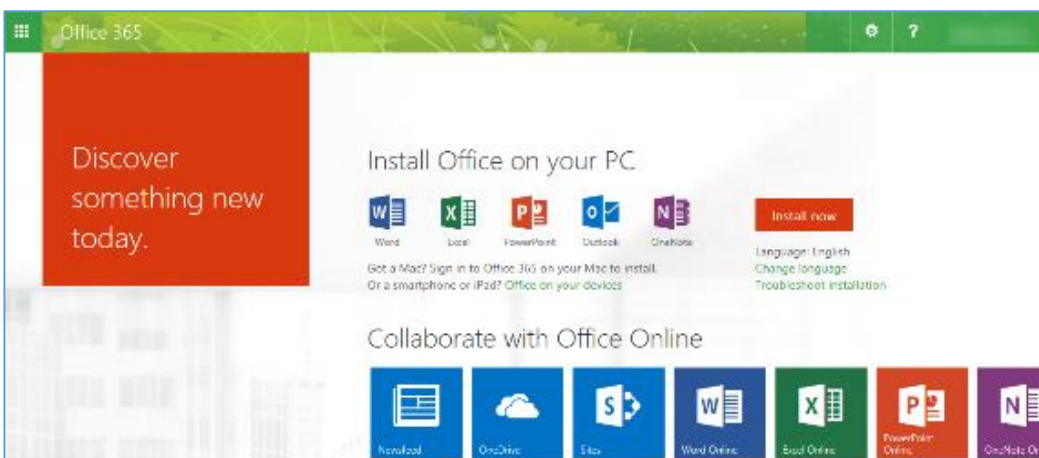 Office 365
?
Discover
something new
today.
Install Office on your PC
Word Excel PowerPoint Outlook OneNote
Install now
Got a Mac? Sign in to Office 365 on your Mac to install.
Or a smartphone or iPad? Office on your devices
Language: English
Change language
Troubleshoot installation
Collaborate with Office Online
Newsfeed OneDrive Sites Word Online Excel Online PowerPoint
Online OneNote On